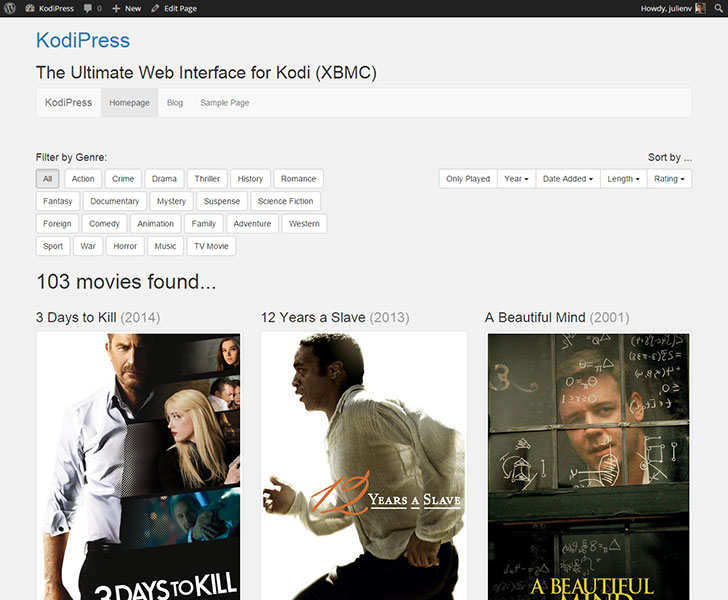 KodiPress 0 New Edit Page Howdy, julienv
KodiPress
The Ultimate Web Interface for Kodi (XBMC)
KodiPress Homepage Blog Sample Page
Filter by Genre: Sort by ...
All Action Crime Drama Thriller History Romance Only Played Year Date Added Length Rating
Fantasy Documentary Mystery Suspense Science Fiction
Foreign Comedy Animation Family Adventure Western
Sport War Horror Music TV Movie
103 movies found...
3 Days to Kill (2014) 12 Years a Slave (2013) A Beautiful Mind (2001)
12 YEARS A SLAVE
3 DAYS TO KILL A BEAUTIFUL
MIND